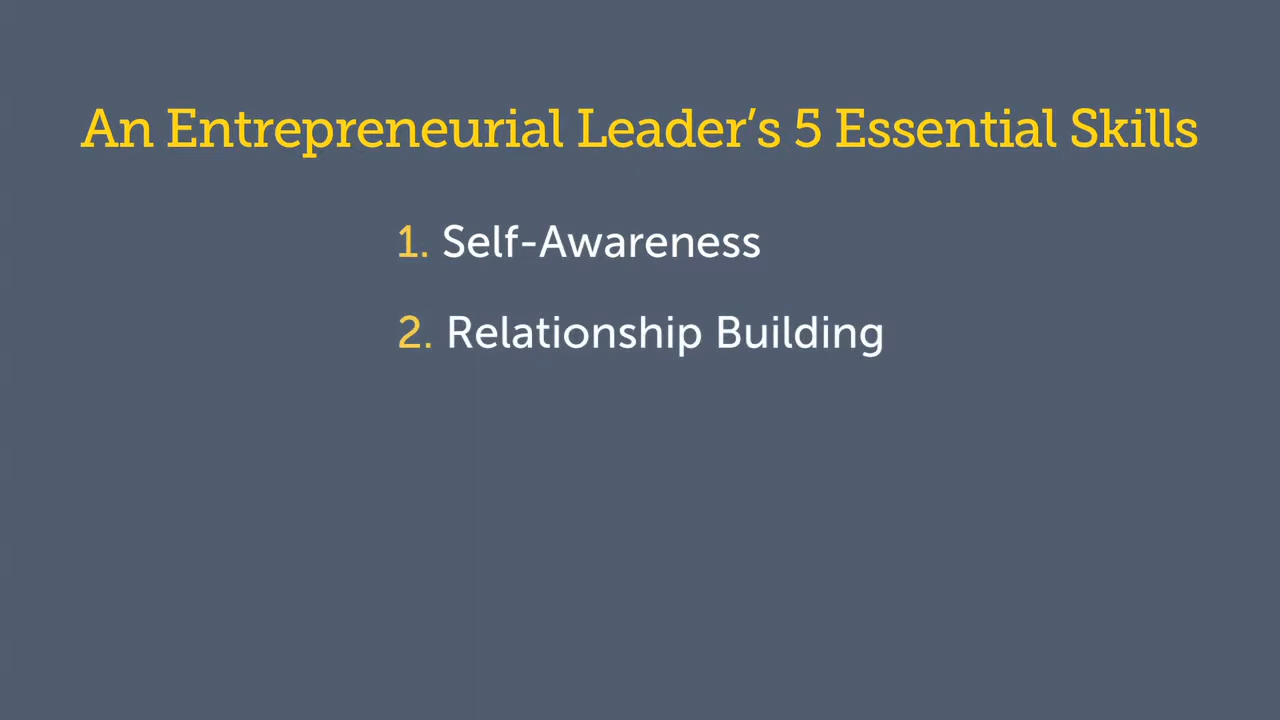 An Entrepreneurial Leader’s 5 Essential Skills
1. Self-Awareness
2. Relationship Building